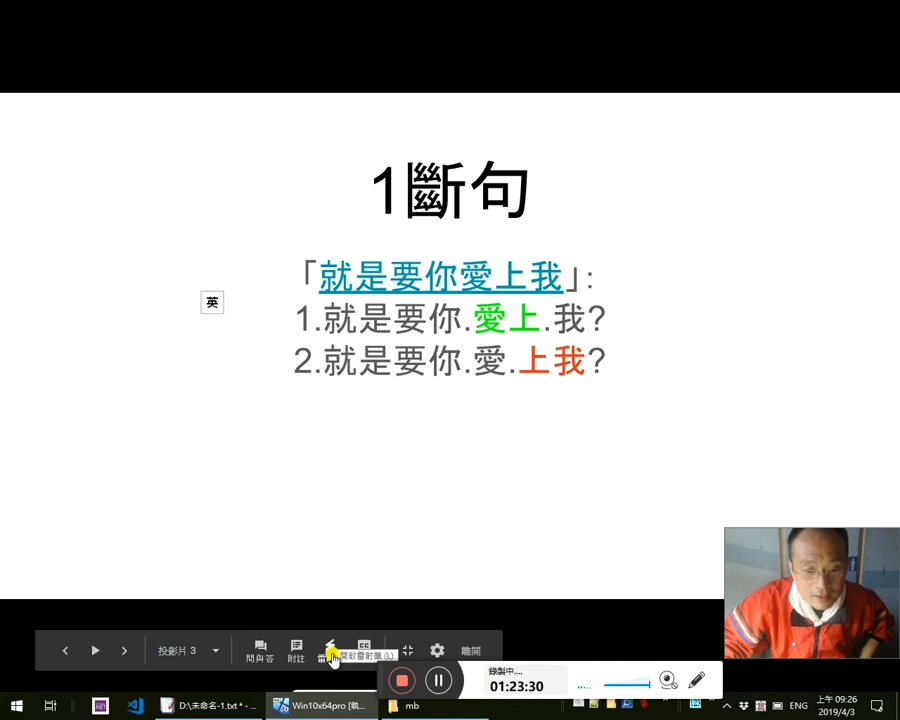 1斷句
「就是要你愛上我」:
1.就是要你.愛上.我?
2.就是要你.愛.上我?
英
投影片 3
問與答
附註
開啟雷射筆 (L)
離開
錄製中....
01:23:30
D:\未命名-1.txt * - ...
Win10x64pro [執...
mb
ENG
上午 09:26
2019/4/3